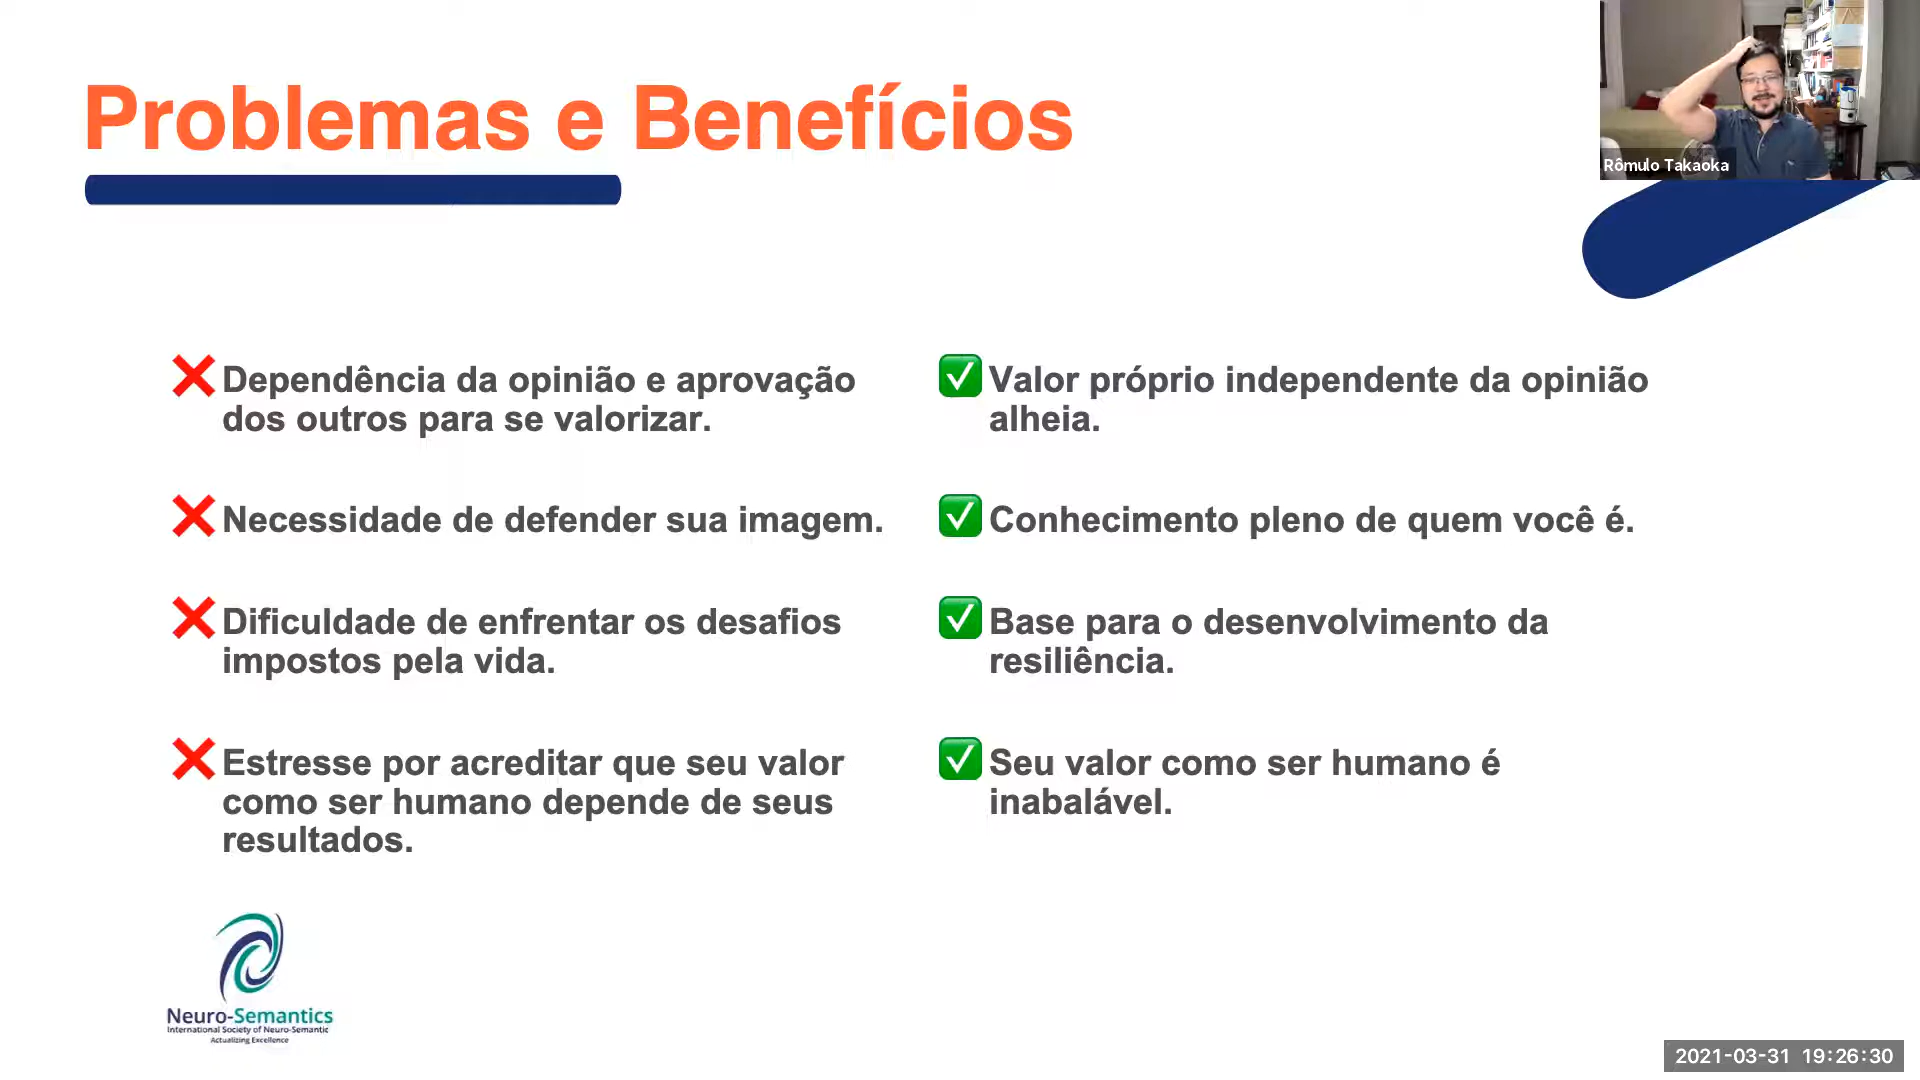 Problemas e Benefícios
Rômulo Takaoka
Dependência da opinião e aprovação
dos outros para se valorizar.
Necessidade de defender sua imagem.
Dificuldade de enfrentar os desafios
impostos pela vida.
Estresse por acreditar que seu valor
como ser humano depende de seus
resultados.
Valor próprio independente da opinião
alheia.
Conhecimento pleno de quem você é.
Base para o desenvolvimento da
resiliência.
Seu valor como ser humano é
inabalável.
Neuro-Semantics
International Society of Neuro-Semantic
Actualizing Excellence
2021-03-31 19:26:30